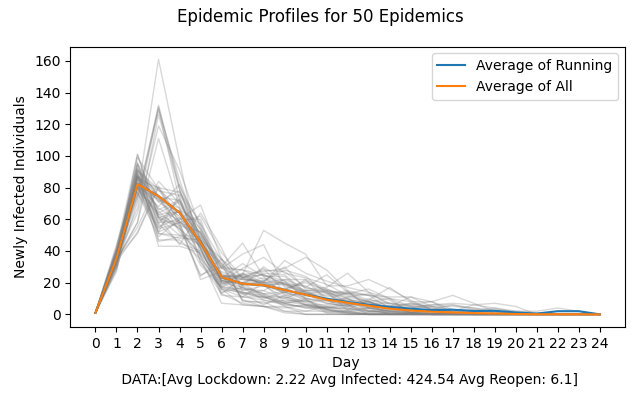 Epidemic Profiles for 50 Epidemics
Average of Running
Average of All
Newly Infected Individuals
160
140
120
100
80
60
40
20
0
0 1 2 3 4 5 6 7 8 9 10 11 12 13 14 15 16 17 18 19 20 21 22 23 24
Day
DATA:[Avg Lockdown: 2.22 Avg Infected: 424.54 Avg Reopen: 6.1]